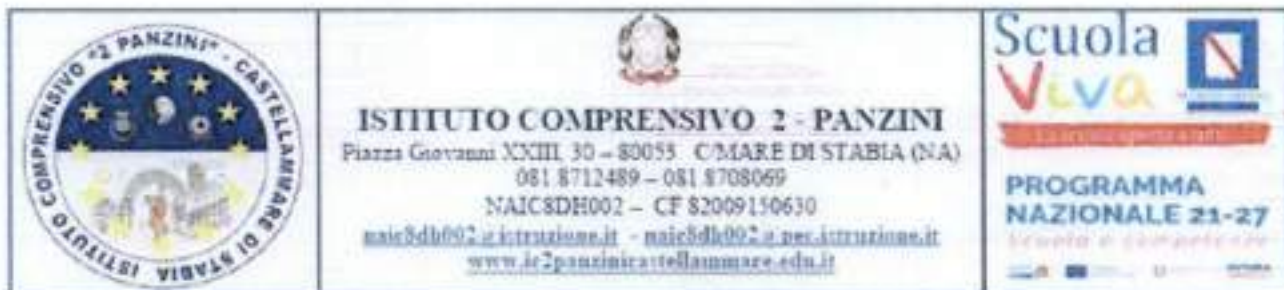 ISTITUTO COMPRENSIVO "2 PANZINI" - CASTELLAMMARE DI STABIA
ISTITUTO COMPRENSIVO 2 - PANZINI
Piazza Giovanni XXIII, 30 – 80053 C/MARE DI STABIA (NA)
081 8712489 – 081 8708069
NAIC8DH002 – CF 82009150630
naic8dh002@istruzione.it - naic8dh002@pec.istruzione.it
www.ic2panzinicastellammare.edu.it
Scuola
Viva
PROGRAMMA
NAZIONALE 21-27
Scuola e competenze